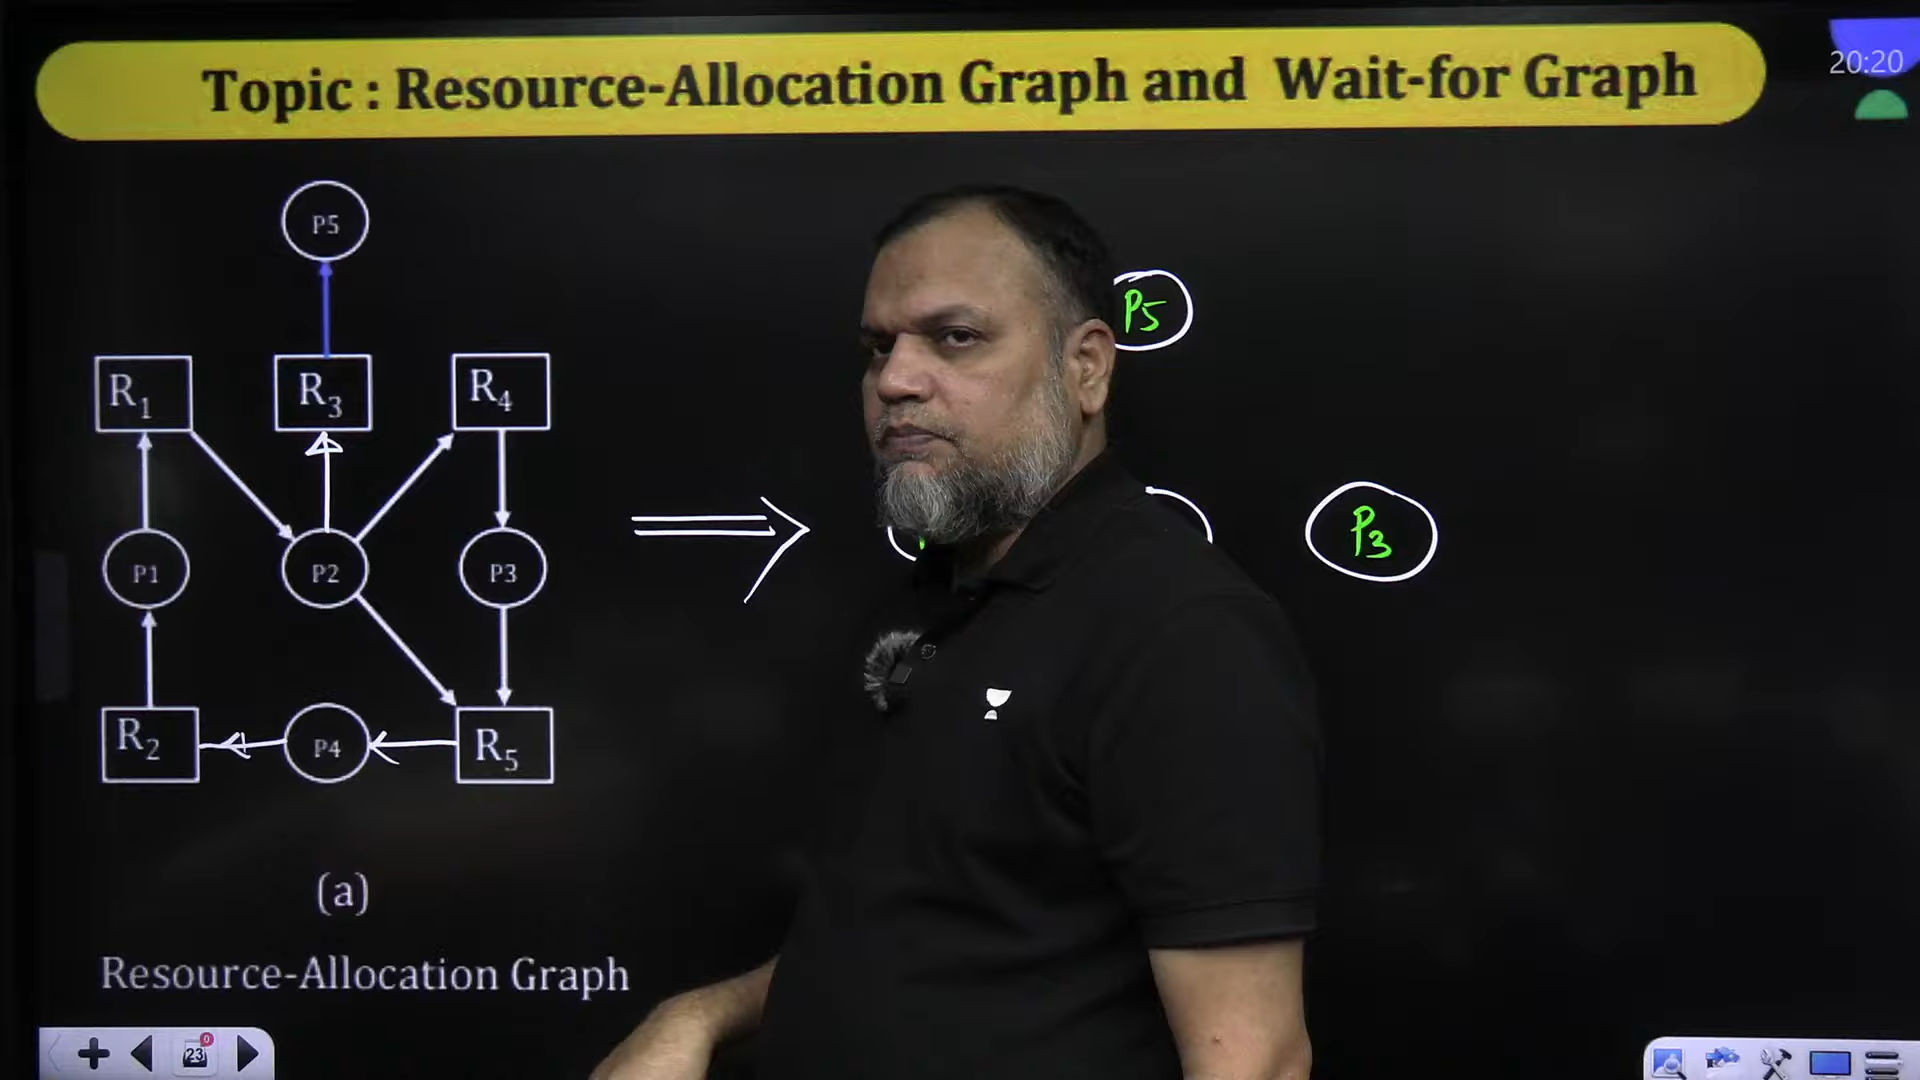 Topic : Resource-Allocation Graph and Wait-for Graph
20:20
P5
P5
R1
R3
R4
P1
P2
P3
P3
R2
P4
R5
(a)
Resource-Allocation Graph
23
0